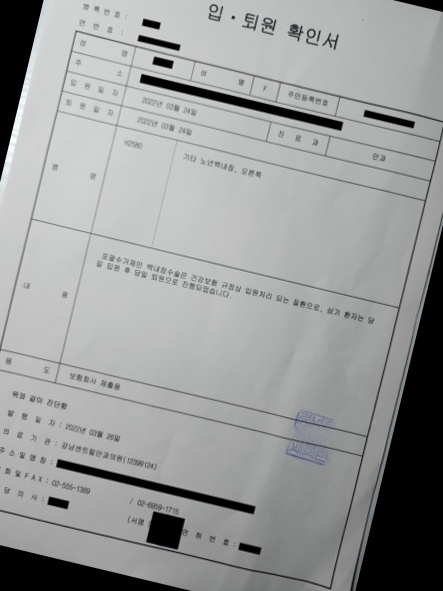 입 · 퇴원 확인서
병 록 번 호 :
연 번 호 :
성 명 성 별 F 주민등록번호
주 소
입 원 일 자 2022년 03월 24일 진 료 과 안과
퇴 원 일 자 2022년 03월 24일
병 명 H2580 기타 노년백내장, 오른쪽
내 용 포괄수가제인 백내장수술은 건강보험 규정상 입원처리 되는 질환으로, 상기 환자는 당
일 입원 후 당일 퇴원으로 진행되었습니다.
용 도 보험회사 제출용
위와 같이 진단함
발 행 일 자 : 2022년 03월 26일
의 료 기 관 : 강남센트럴안과의원(12399124)
주 소 및 명 칭 :
화 및 F A X : 02-555-1369 / 02-6959-1715
당 의 사 : (서명 면 허 번 호 :